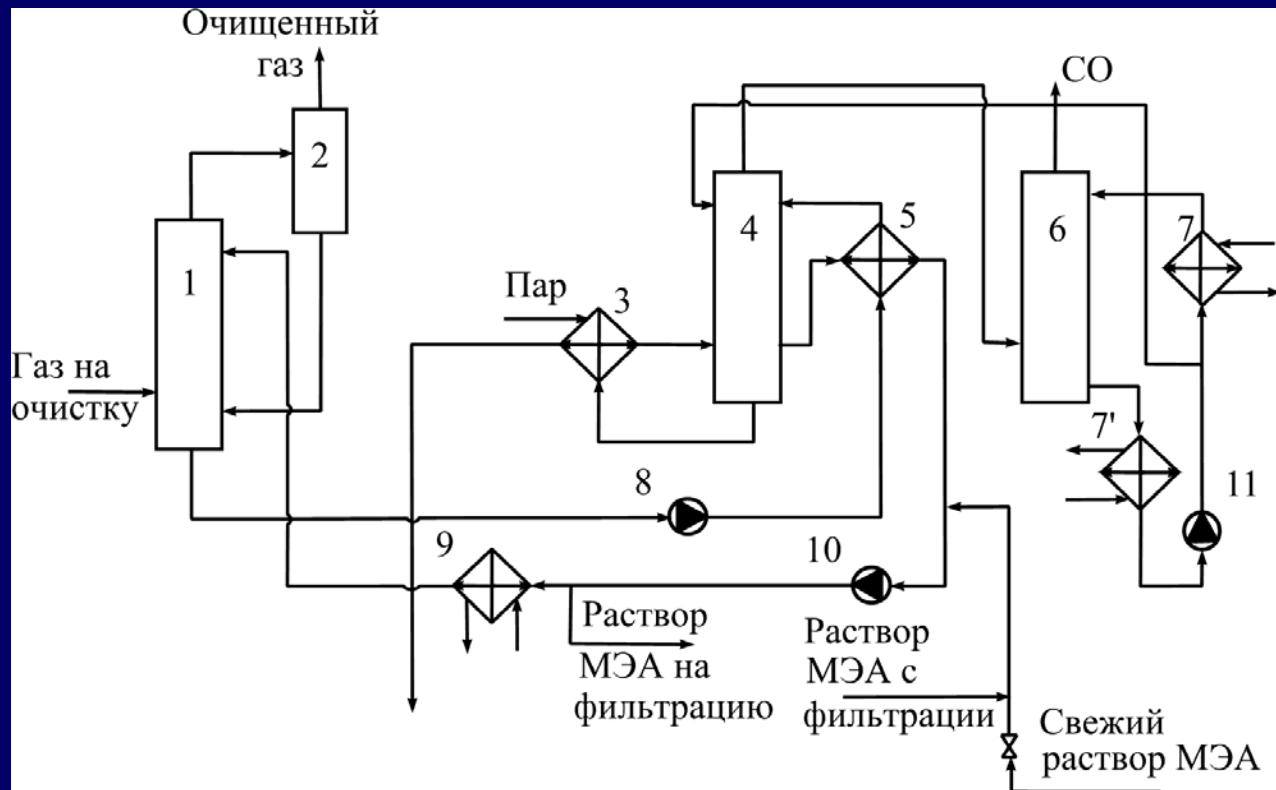 Очищенный
газ
CO
2
1
4
5
6
7
Пар
3
Газ на
очистку
7'
8
11
9
10
Раствор
МЭА на
фильтрацию
Раствор
МЭА с
фильтрации
Свежий
раствор МЭА